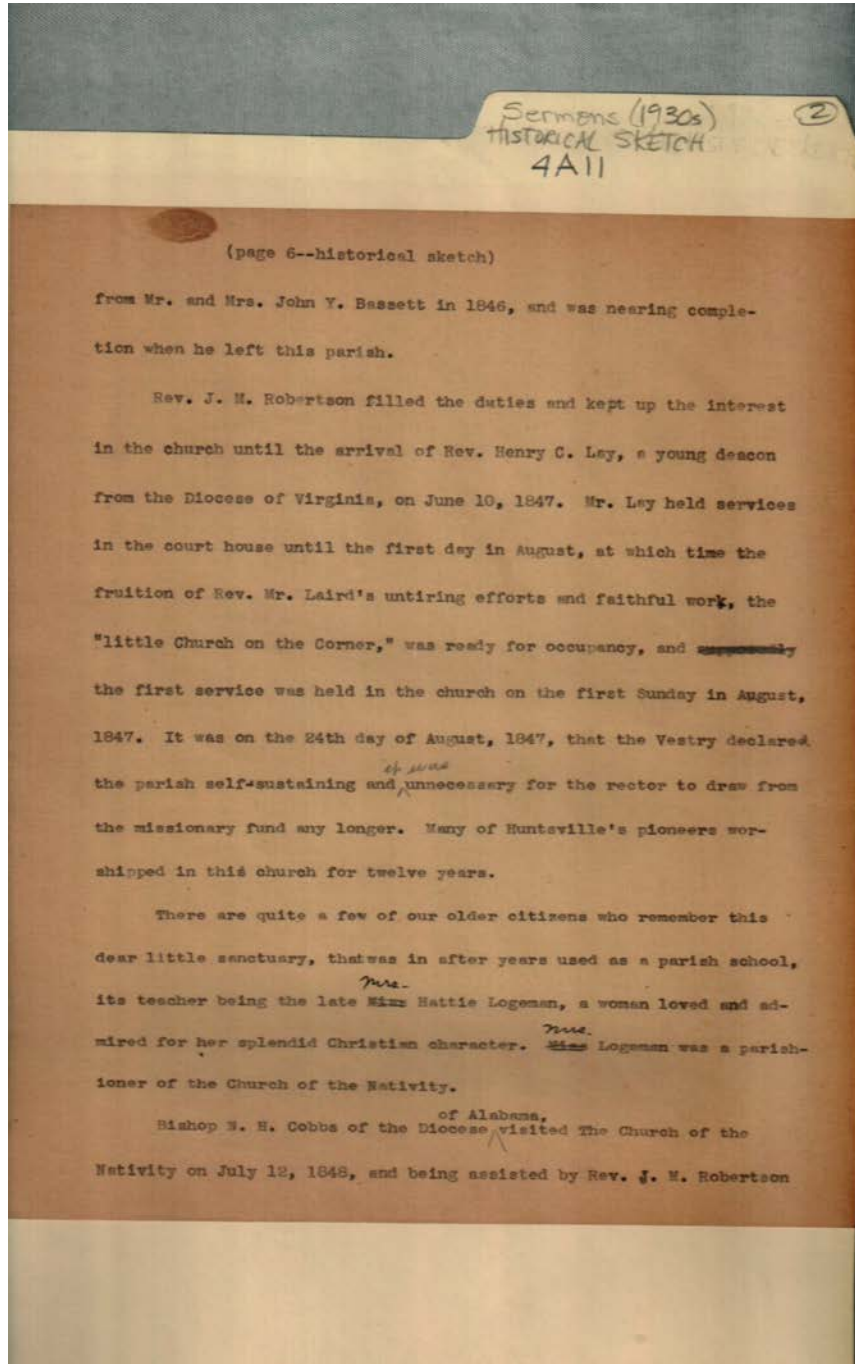 Sermons (1930s) 2
HISTORICAL SKETCH
4A11
(page 6--historical sketch)
from Mr. and Mrs. John Y. Bassett in 1846, and was nearing comple-
tion when he left this parish.
Rev. J. M. Robertson filled the duties and kept up the interest
in the church until the arrival of Rev. Henry C. Lay, a young deacon
from the Diocese of Virginia, on June 10, 1847. Mr. Lay held services
in the court house until the first day in August, at which time the
fruition of Rev. Mr. Laird's untiring efforts and faithful work, the
"little Church on the Corner," was ready for occupancy, and
the first service was held in the church on the first Sunday in August,
1847. It was on the 24th day of August, 1847, that the Vestry declared
it was
the parish self-sustaining and unnecessary for the rector to draw from
the missionary fund any longer. Many of Huntsville's pioneers wor-
shipped in this church for twelve years.
There are quite a few of our older citizens who remember this
dear little sanctuary, thatwas in after years used as a parish school,
Mrs.
its teacher being the late Miss Hattie Logeman, a woman loved and ad-
Mrs.
mired for her splendid Christian character. Miss Logeman was a parish-
ioner of the Church of the Nativity.
of Alabama,
Bishop N. H. Cobbs of the Diocese visited The Church of the
Nativity on July 12, 1848, and being assisted by Rev. J. M. Robertson